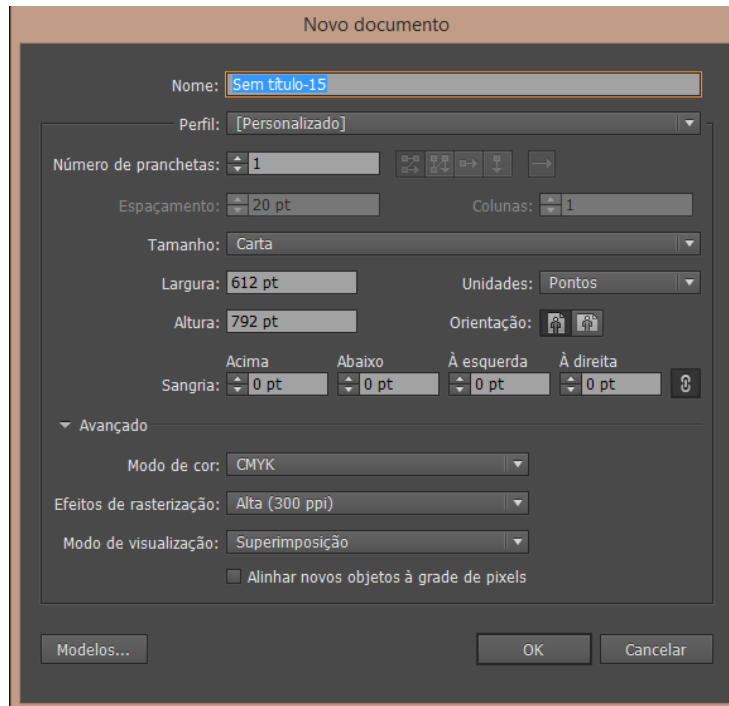 Novo documento
Nome: Sem título-15
Perfil: [Personalizado]
Número de pranchetas: 1
Espaçamento: 20 pt Colunas: 1
Tamanho: Carta
Largura: 612 pt Unidades: Pontos
Altura: 792 pt Orientação:
Acima Abaixo À esquerda À direita
Sangria: 0 pt 0 pt 0 pt 0 pt
Avançado
Modo de cor: CMYK
Efeitos de rasterização: Alta (300 ppi)
Modo de visualização: Superimposição
Alinhar novos objetos à grade de pixels
Modelos... OK Cancelar